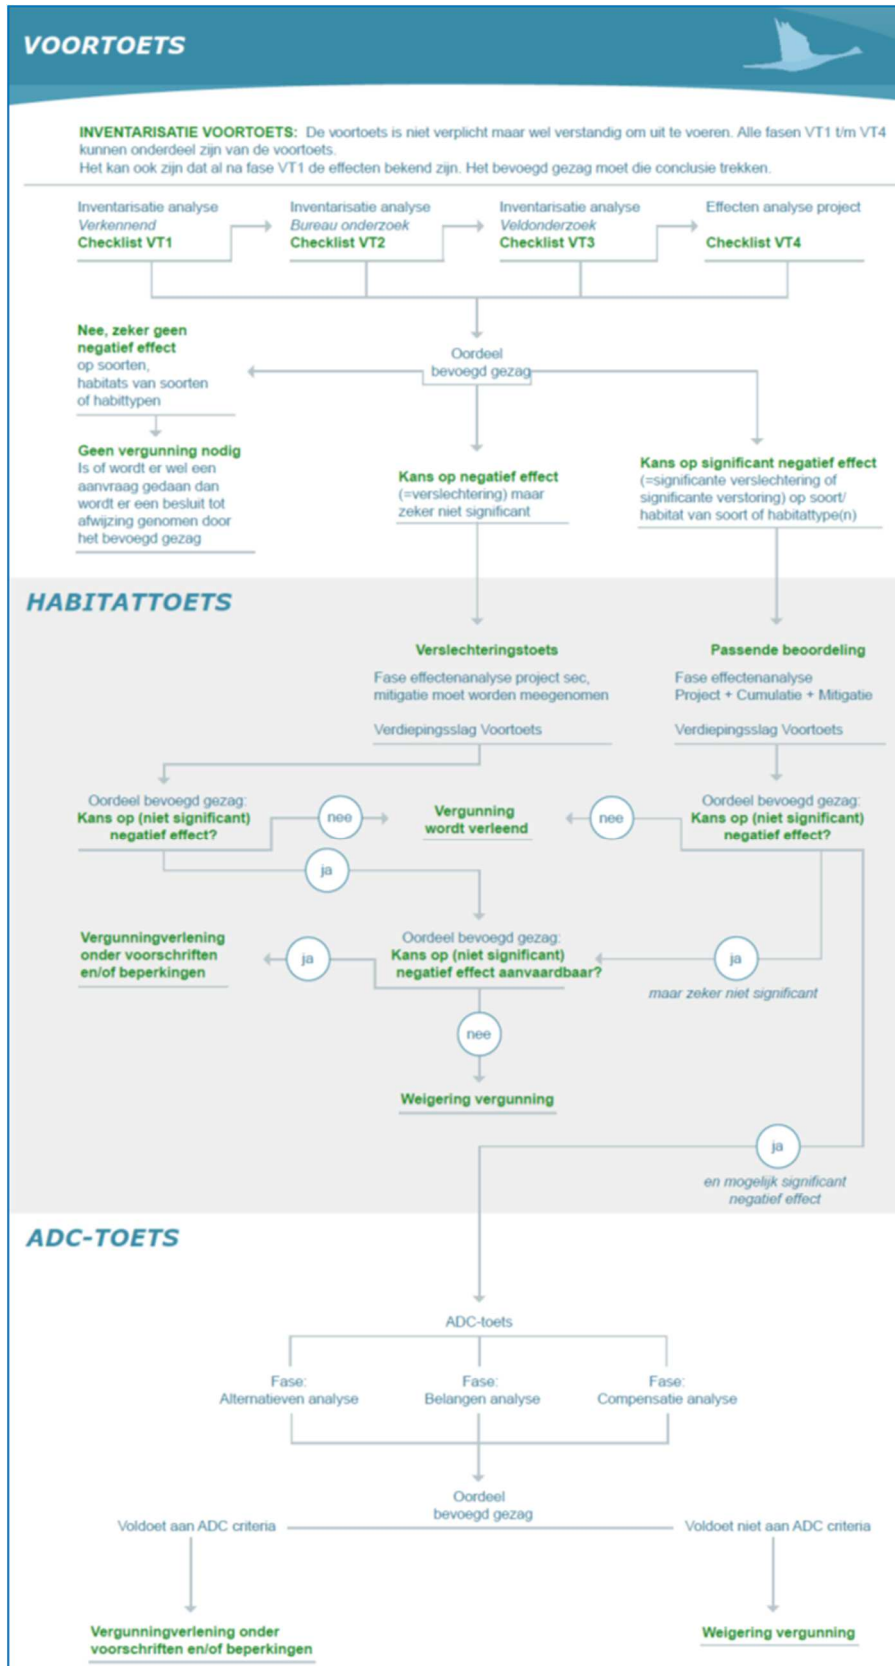 VOORTOETS
INVENTARISATIE VOORTOETS: De voortoets is niet verplicht maar wel verstandig om uit te voeren. Alle fasen VT1 t/m VT4
kunnen onderdeel zijn van de voortoets.
Het kan ook zijn dat al na fase VT1 de effecten bekend zijn. Het bevoegd gezag moet die conclusie trekken.
Inventarisatie analyse
Verkennend
Checklist VT1
Inventarisatie analyse
Bureau onderzoek
Checklist VT2
Inventarisatie analyse
Veldonderzoek
Checklist VT3
Effecten analyse project
Checklist VT4
Oordeel
bevoegd gezag
Nee, zeker geen
negatief effect
op soorten,
habitats van soorten
of habittypen
Geen vergunning nodig
Is of wordt er wel een
aanvraag gedaan dan
wordt er een besluit tot
afwijzing genomen door
het bevoegd gezag
Kans op negatief effect
(=verslechtering) maar
zeker niet significant
Kans op significant negatief effect
(=significante verslechtering of
significante verstoring) op soort/
habitat van soort of habitattype(n)
HABITATTOETS
Verslechteringstoets
Fase effectenanalyse project sec,
mitigatie moet worden meegenomen
Verdiepingsslag Voortoets
Passende beoordeling
Fase effectenanalyse
Project + Cumulatie + Mitigatie
Verdiepingsslag Voortoets
Oordeel bevoegd gezag:
Kans op (niet significant)
negatief effect?
nee
Vergunning
wordt verleend
nee
Oordeel bevoegd gezag:
Kans op (niet significant)
negatief effect?
ja
Vergunningverlening
onder voorschriften
en/of beperkingen
ja
Oordeel bevoegd gezag:
Kans op (niet significant)
negatief effect aanvaardbaar?
ja
maar zeker niet significant
nee
Weigering vergunning
ja
en mogelijk significant
negatief effect
ADC-TOETS
ADC-toets
Fase:
Alternatieven analyse
Fase:
Belangen analyse
Fase:
Compensatie analyse
Oordeel
bevoegd gezag
Voldoet aan ADC criteria
Voldoet niet aan ADC criteria
Vergunningverlening onder
voorschriften en/of beperkingen
Weigering vergunning